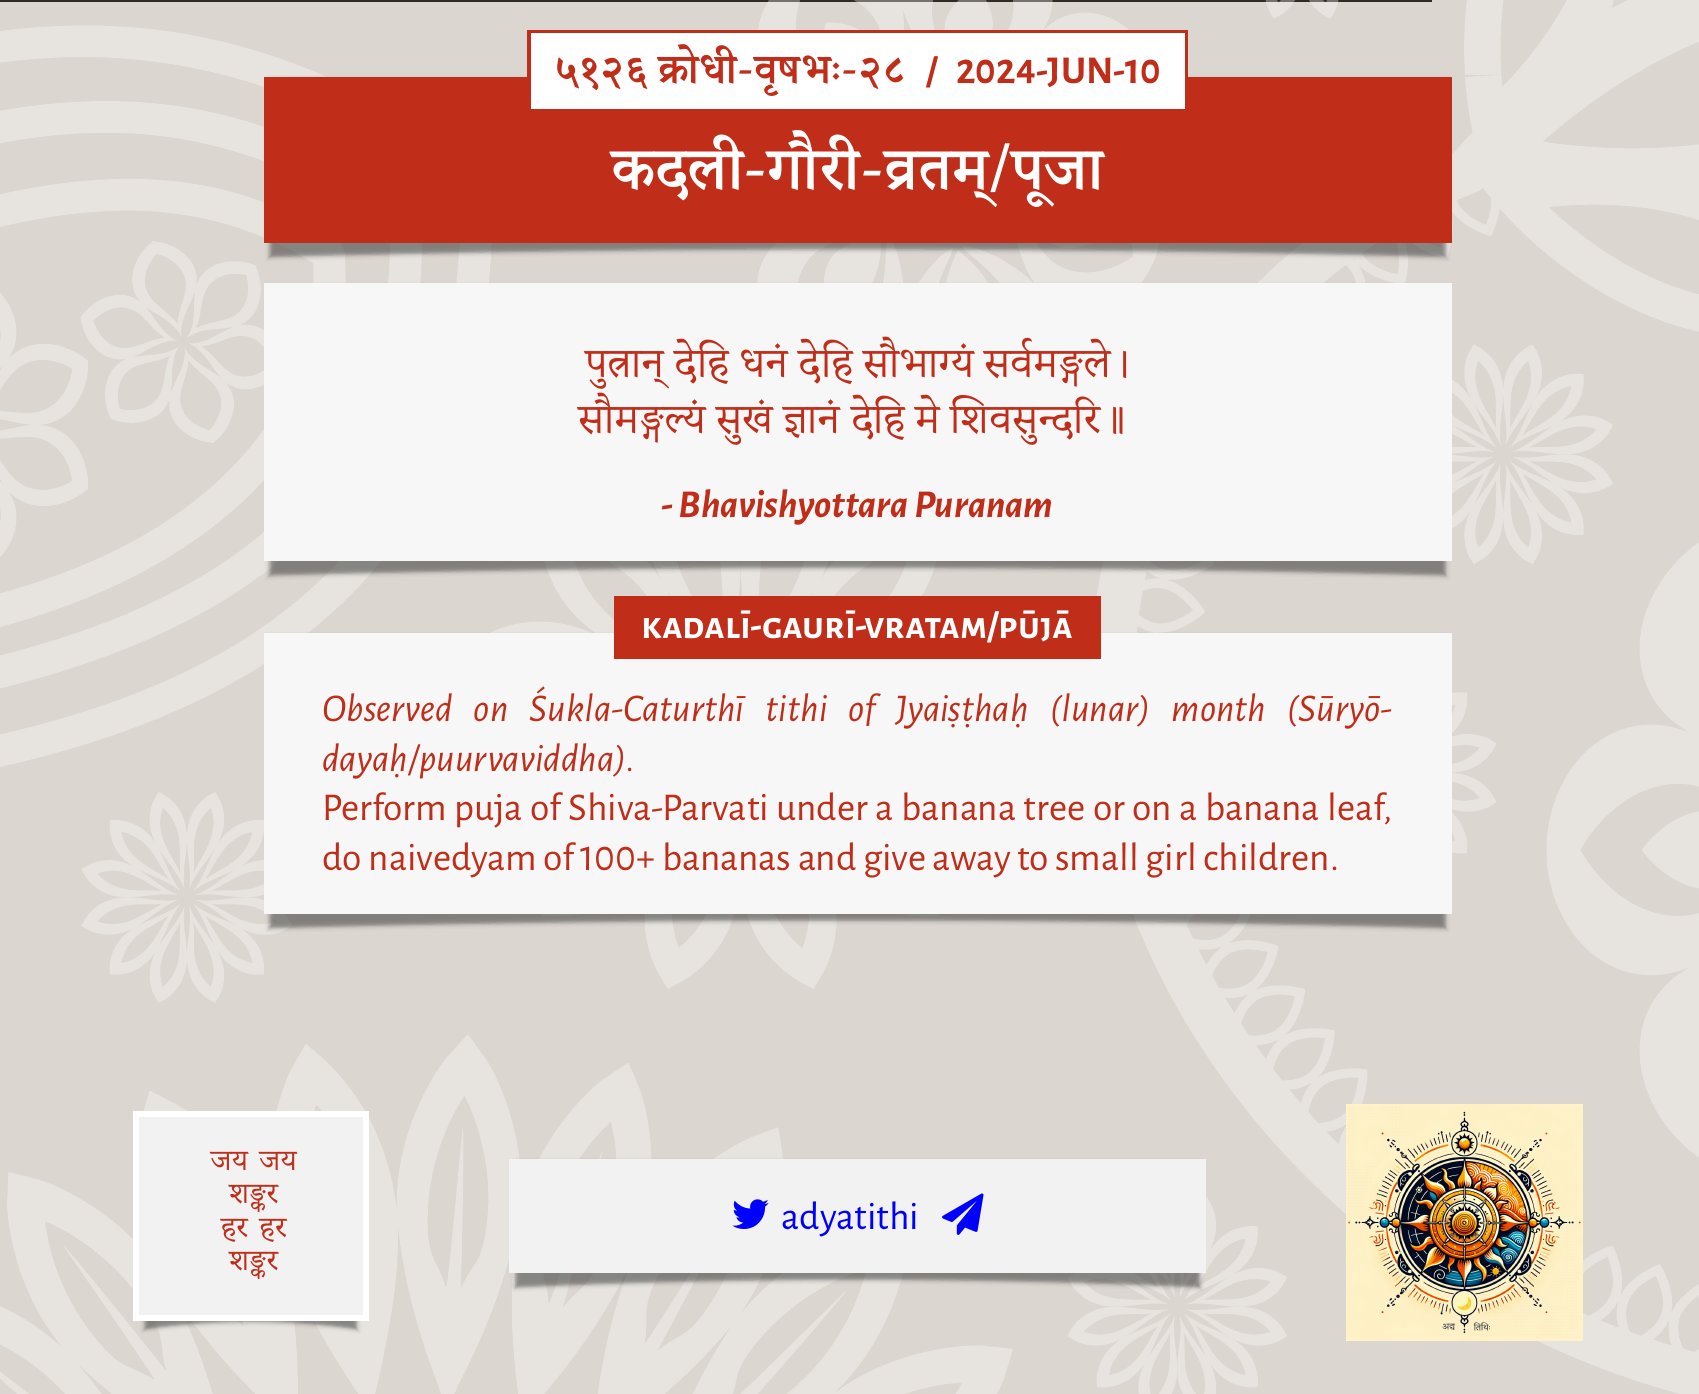 ५१२६ क्रोधी-वृषभः-२८ / 2024-JUN-10
कदली-गौरी-व्रतम्/पूजा
पुत्रान् देहि धनं देहि सौभाग्यं सर्वमङ्गले।
सौमङ्गल्यं सुखं ज्ञानं देहि मे शिवसुन्दरि॥
- Bhavishyottara Puranam
KADALĪ-GAURĪ-VRATAM/PŪJĀ
Observed on Śukla-Caturthī tithi of Jyaiṣṭhaḥ (lunar) month (Sūryō-
dayaḥ/puurvaviddha).
Perform puja of Shiva-Parvati under a banana tree or on a banana leaf,
do naivedyam of 100+ bananas and give away to small girl children.
जय जय
शङ्कर
हर हर
शङ्कर
adyatithi
अद्य तिथिः